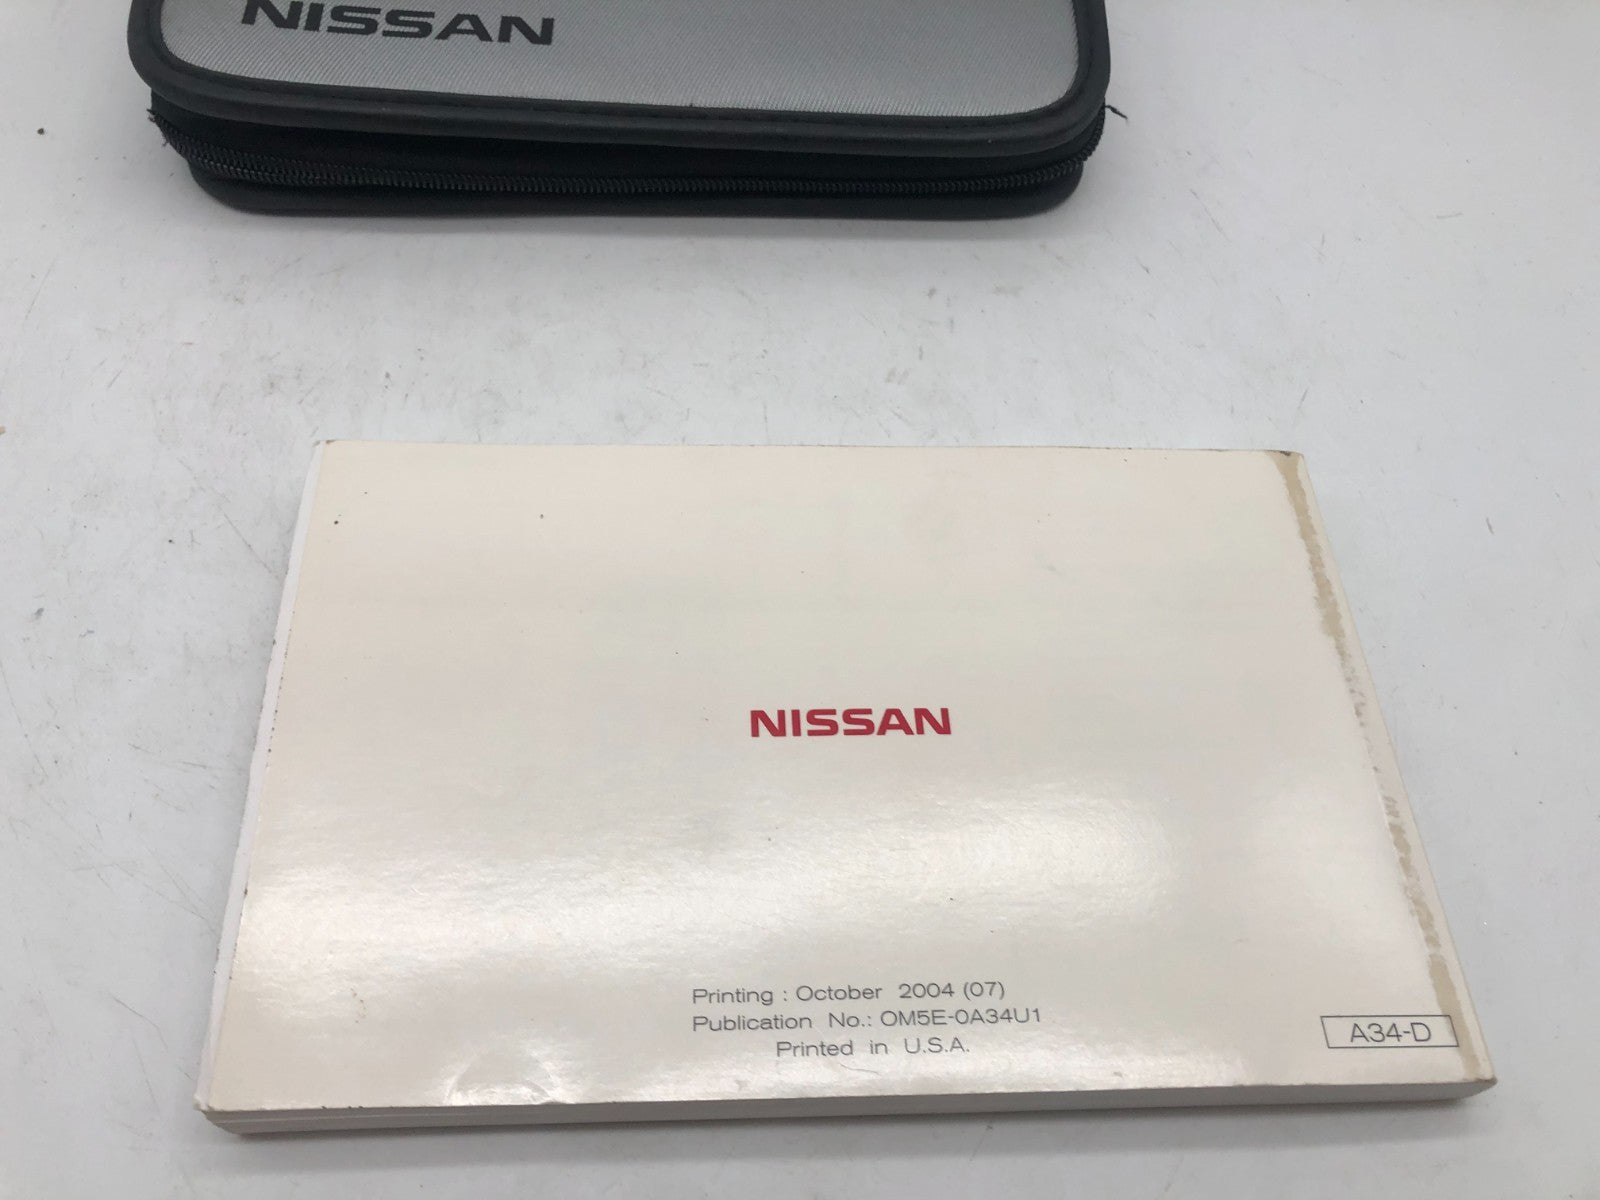 NISSAN
NISSAN
Printing : October 2004 (07)
Publication No.: OM5E-0A34U1
Printed in U.S.A.
A34-D